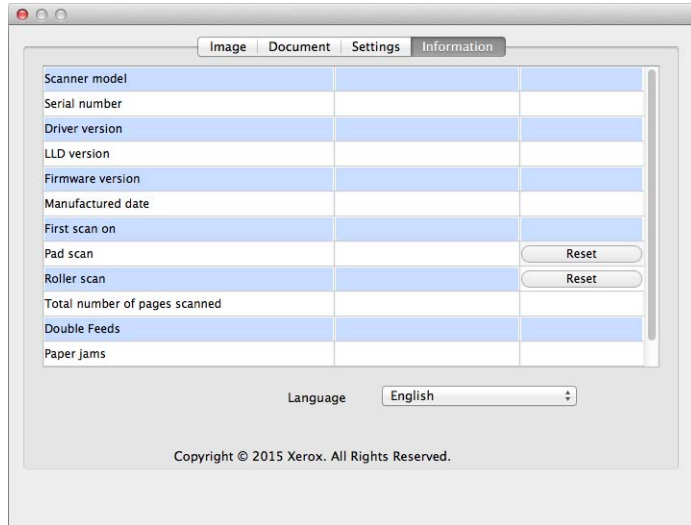 Image Document Settings Information
Scanner model
Serial number
Driver version
LLD version
Firmware version
Manufactured date
First scan on
Pad scan Reset
Roller scan Reset
Total number of pages scanned
Double Feeds
Paper jams
Language English
Copyright © 2015 Xerox. All Rights Reserved.